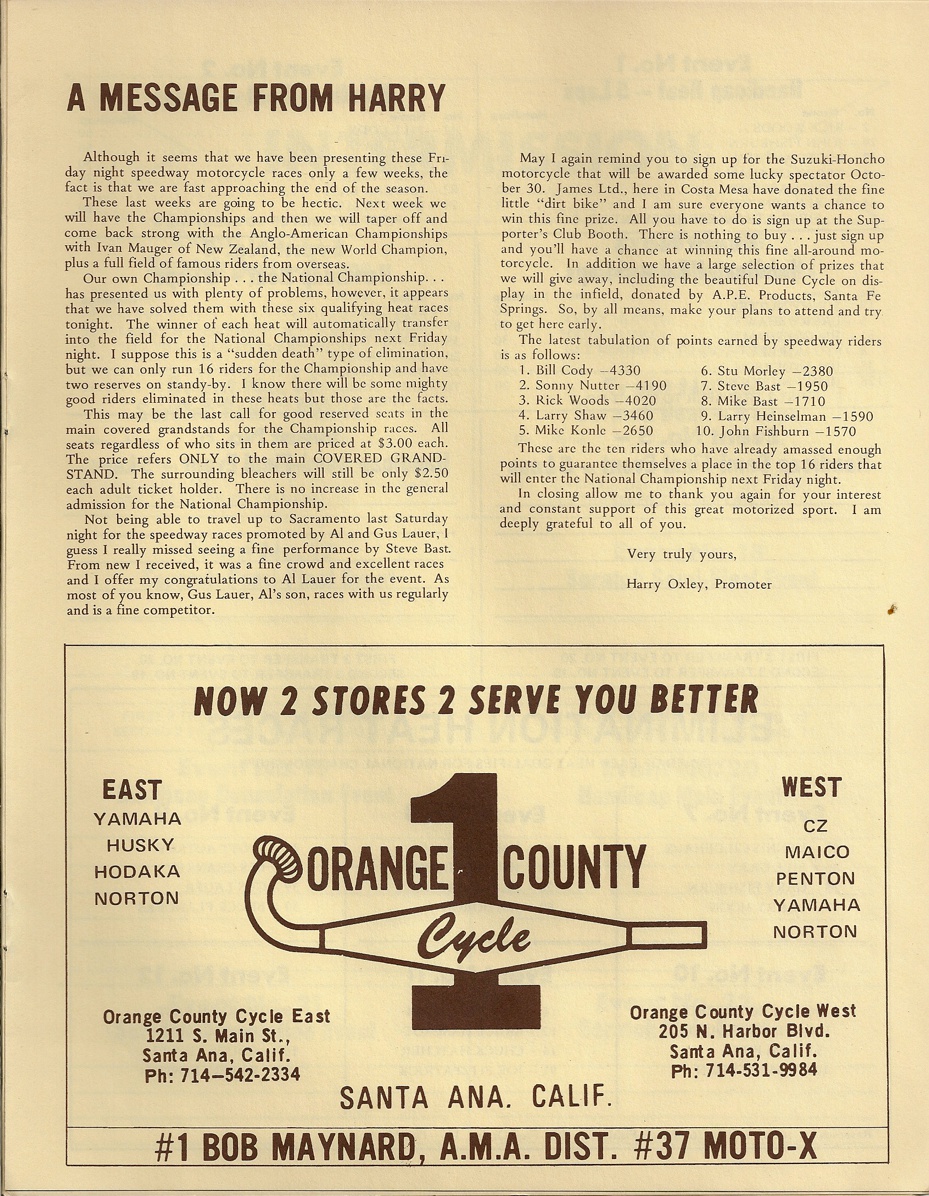 A MESSAGE FROM HARRY
Although it seems that we have been presenting these Fri-
day night speedway motorcycle races only a few weeks, the
fact is that we are fast approaching the end of the season.
These last weeks are going to be hectic. Next week we
will have the Championships and then we will taper off and
come back strong with the Anglo-American Championships
with Ivan Mauger of New Zealand, the new World Champion,
plus a full field of famous riders from overseas.
Our own Championship . . . the National Championship. . .
has presented us with plenty of problems, however, it appears
that we have solved them with these six qualifying heat races
tonight. The winner of each heat will automatically transfer
into the field for the National Championships next Friday
night. I suppose this is a "sudden death" type of elimination,
but we can only run 16 riders for the Championship and have
two reserves on standy-by. I know there will be some mighty
good riders eliminated in these heats but those are the facts.
This may be the last call for good reserved seats in the
main covered grandstands for the Championship races. All
seats regardless of who sits in them are priced at $3.00 each.
The price refers ONLY to the main COVERED GRAND-
STAND. The surrounding bleachers will still be only $2.50
each adult ticket holder. There is no increase in the general
admission for the National Championship.
Not being able to travel up to Sacramento last Saturday
night for the speedway races promoted by Al and Gus Lauer, I
guess I really missed seeing a fine performance by Steve Bast.
From new I received, it was a fine crowd and excellent races
and I offer my congratulations to Al Lauer for the event. As
most of you know, Gus Lauer, Al's son, races with us regularly
and is a fine competitor.
May I again remind you to sign up for the Suzuki-Honcho
motorcycle that will be awarded some lucky spectator Octo-
ber 30. James Ltd., here in Costa Mesa have donated the fine
little "dirt bike" and I am sure everyone wants a chance to
win this fine prize. All you have to do is sign up at the Sup-
porter's Club Booth. There is nothing to buy . . . just sign up
and you'll have a chance at winning this fine all-around mo-
torcycle. In addition we have a large selection of prizes that
we will give away, including the beautiful Dune Cycle on dis-
play in the infield, donated by A.P.E. Products, Santa Fe
Springs. So, by all means, make your plans to attend and try
to get here early.
The latest tabulation of points earned by speedway riders
is as follows:
1. Bill Cody —4330
2. Sonny Nutter —4190
3. Rick Woods —4020
4. Larry Shaw —3460
5. Mike Konle —2650
6. Stu Morley —2380
7. Steve Bast —1950
8. Mike Bast —1710
9. Larry Heinselman —1590
10. John Fishburn —1570
These are the ten riders who have already amassed enough
points to guarantee themselves a place in the top 16 riders that
will enter the National Championship next Friday night.
In closing allow me to thank you again for your interest
and constant support of this great motorized sport. I am
deeply grateful to all of you.
Very truly yours,
Harry Oxley, Promoter
NOW 2 STORES 2 SERVE YOU BETTER
EAST
YAMAHA
HUSKY
HODAKA
NORTON
1
ORANGE COUNTY
Cycle
WEST
CZ
MAICO
PENTON
YAMAHA
NORTON
Orange County Cycle East
1211 S. Main St.,
Santa Ana, Calif.
Ph: 714—542-2334
Orange County Cycle West
205 N. Harbor Blvd.
Santa Ana, Calif.
Ph: 714-531-9984
SANTA ANA. CALIF.
#1 BOB MAYNARD, A.M.A. DIST. #37 MOTO-X